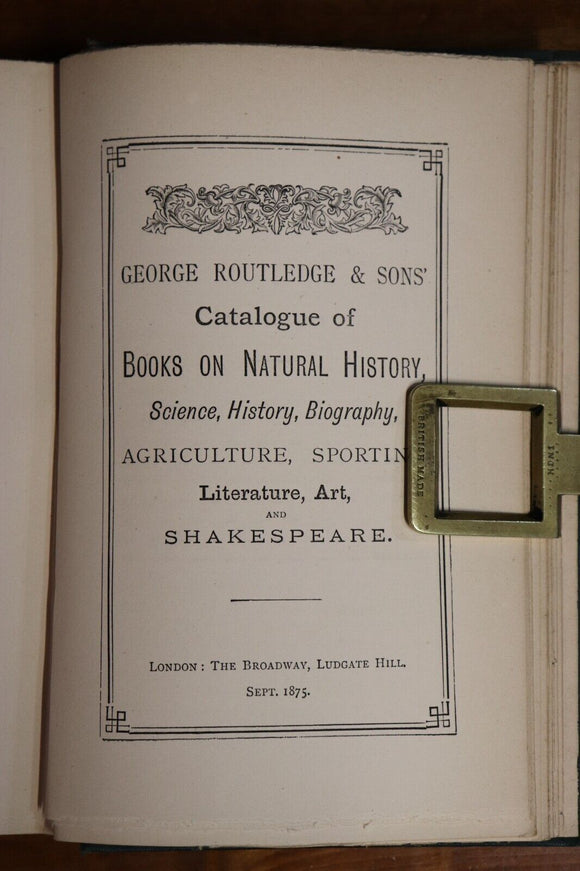 GEORGE ROUTLEDGE & SONS'
Catalogue of
BOOKS ON NATURAL HISTORY,
Science, History, Biography,
AGRICULTURE, SPORTIN
Literature, Art,
AND
SHAKESPEARE.
LONDON: THE BROADWAY, LUDGATE HILL.
SEPT. 1875.
BRITISH MADE